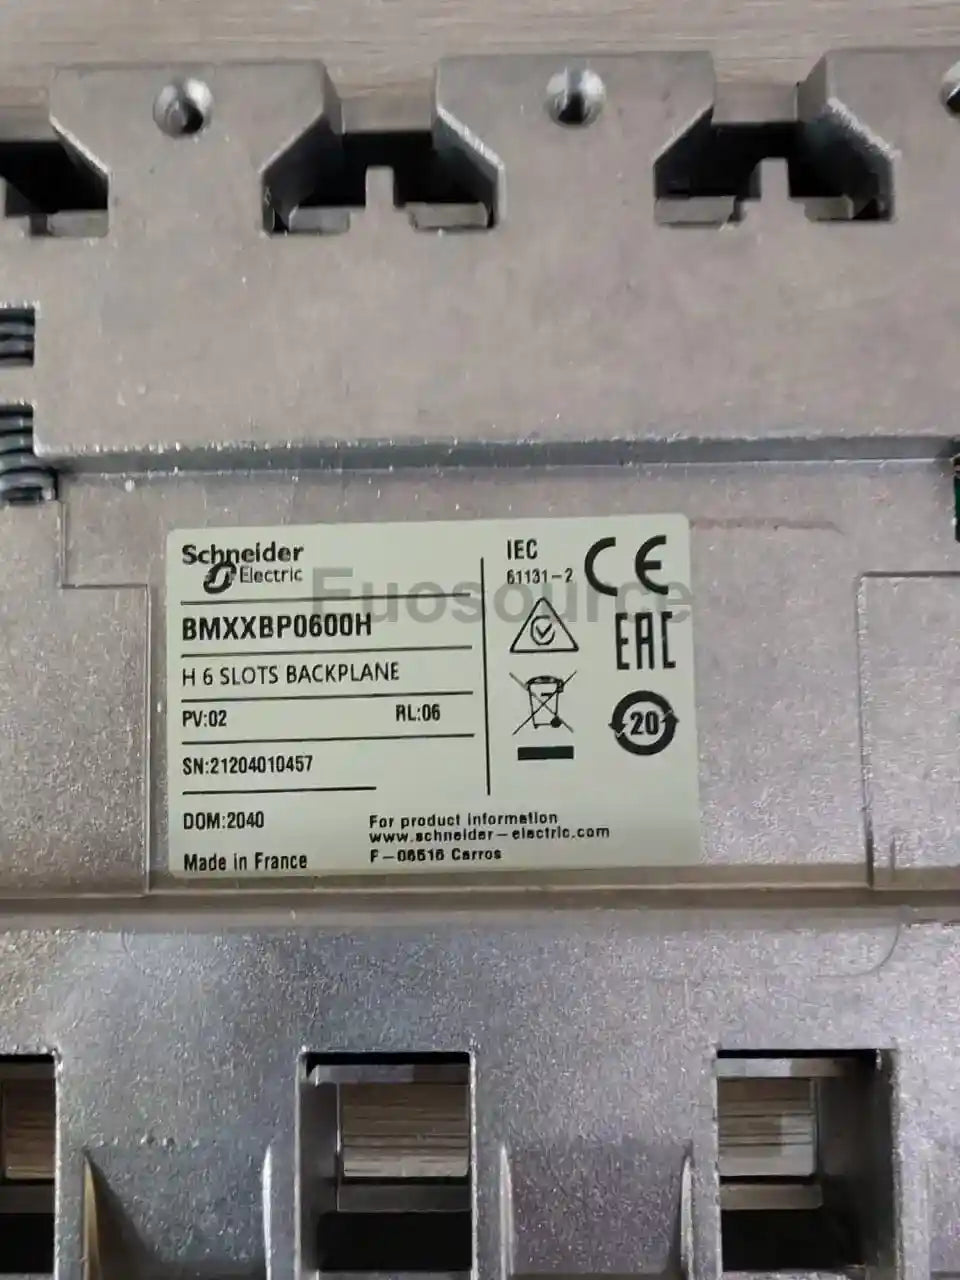 Schneider
Electric
BMXXBP0600H
H 6 SLOTS BACKPLANE
PV:02 RL:06
SN:21204010457
DOM:2040
Made in France
IEC
61131-2
CE
EAC
20
For product information
www.schneider-electric.com
F-06516 Carros
Euosource